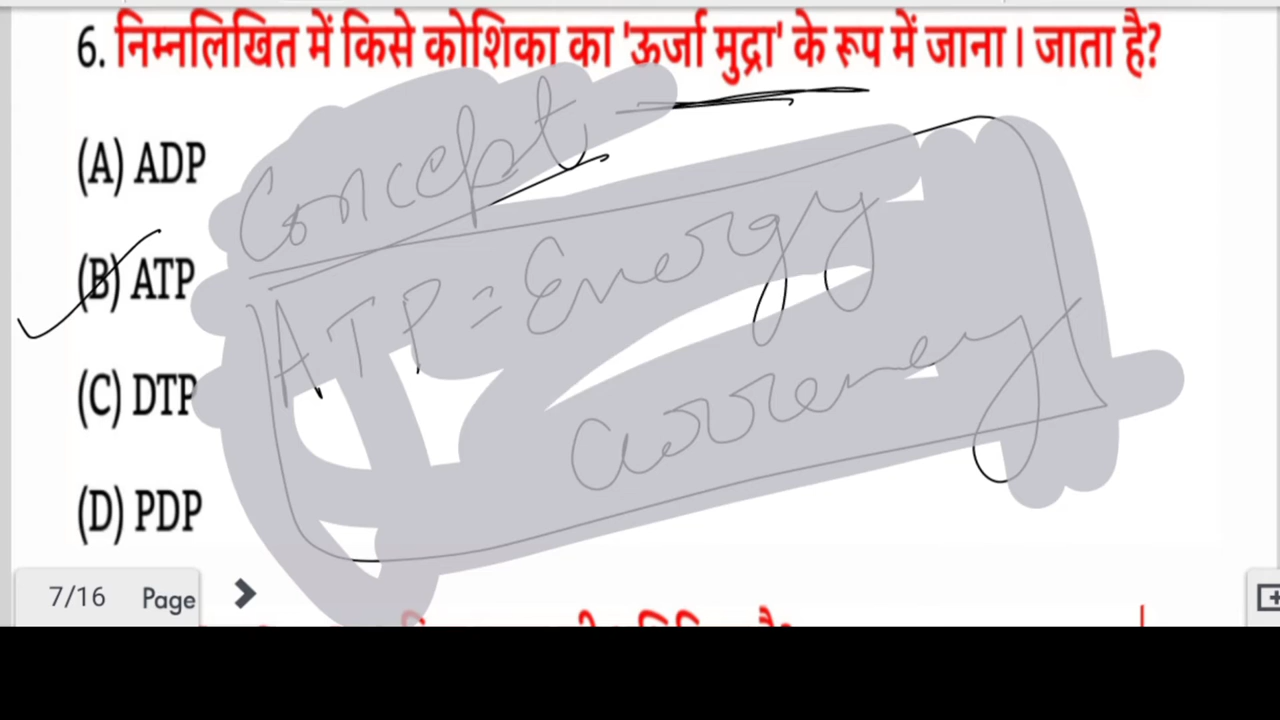 6. निम्नलिखित में किसे कोशिका का 'ऊर्जा मुद्रा' के रूप में जाना। जाता है?
Concept
(A) ADP
(B) ATP
ATP = Energy
currency
(C) DTP
(D) PDP
7/16 Page